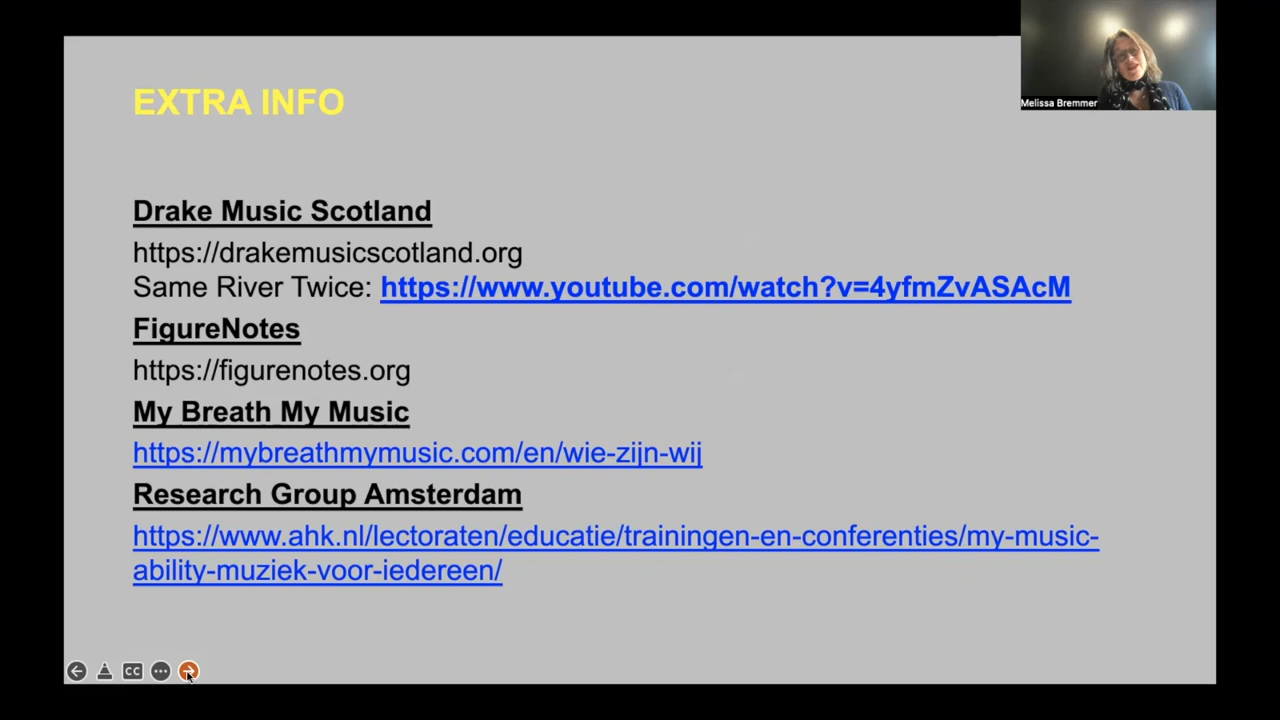 EXTRA INFO
Melissa Bremmer
Drake Music Scotland
https://drakemusicscotland.org
Same River Twice: https://www.youtube.com/watch?v=4yfmZvASAcM
FigureNotes
https://figurenotes.org
My Breath My Music
https://mybreathmymusic.com/en/wie-zijn-wij
Research Group Amsterdam
https://www.ahk.nl/lectoraten/educatie/trainingen-en-conferenties/my-music-
ability-muziek-voor-iedereen/
CC